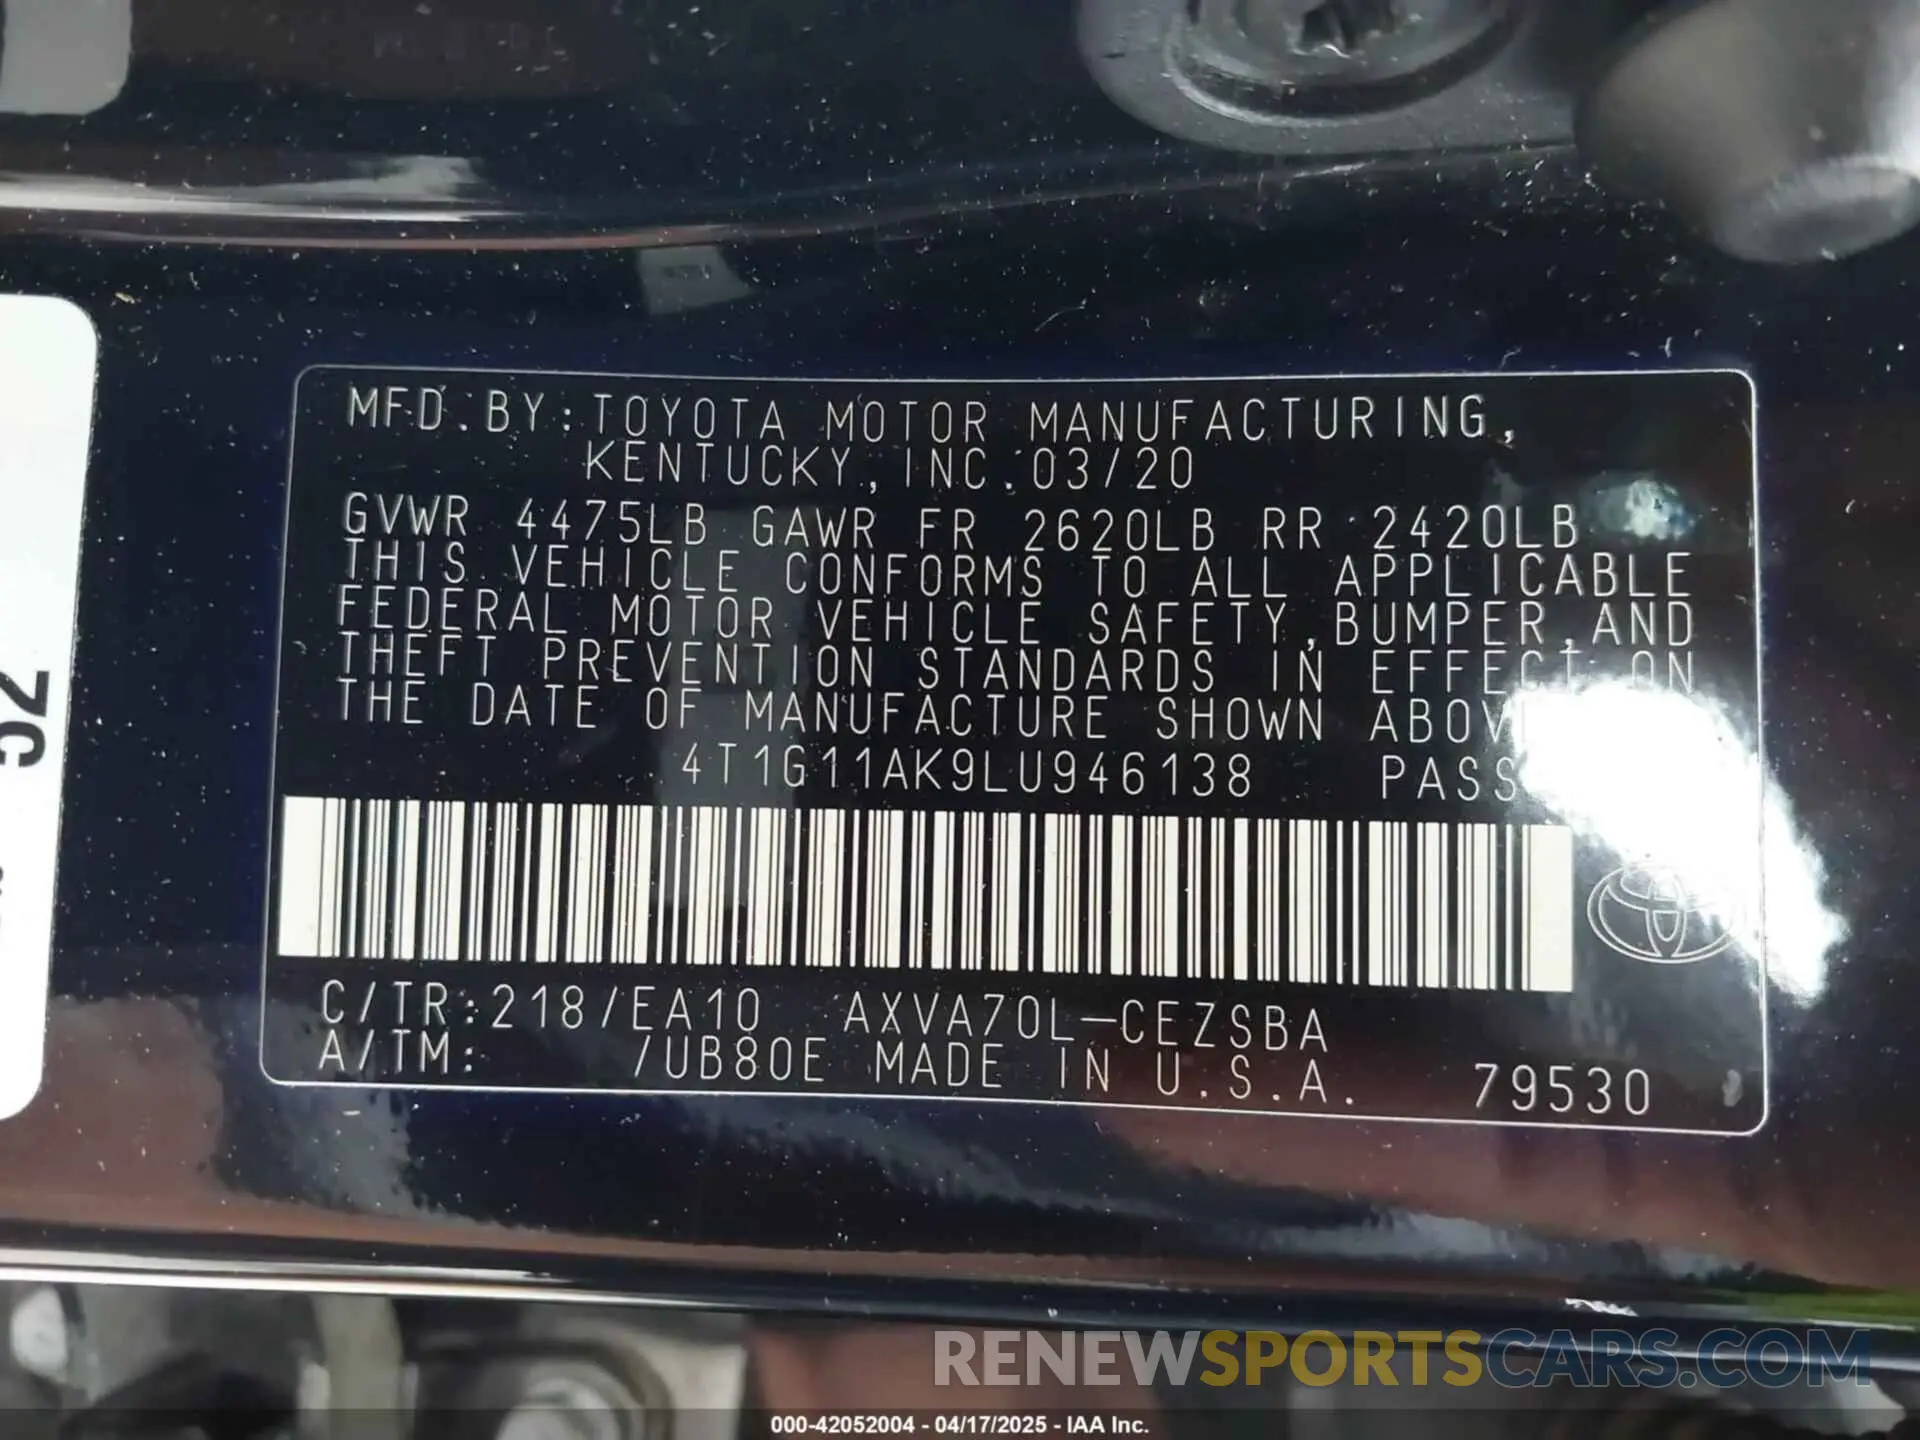 MFD.BY:TOYOTA MOTOR MANUFACTURING,
KENTUCKY,INC.03/20
GVWR 4475LB GAWR FR 2620LB RR 2420LB
THIS VEHICLE CONFORMS TO ALL APPLICABLE
FEDERAL MOTOR VEHICLE SAFETY,BUMPER,AND
THEFT PREVENTION STANDARDS IN EFFECT ON
THE DATE OF MANUFACTURE SHOWN
4T1G11AK9LU946138 PASS
C/TR:218/EA10 AXVA70L-CEZSBA
A/TM: /UB80E MADE IN U.S.A. 79530
52
RENEWSPORTSCARS.COM
000-42052004 - 04/17/2025 - IAA Inc.